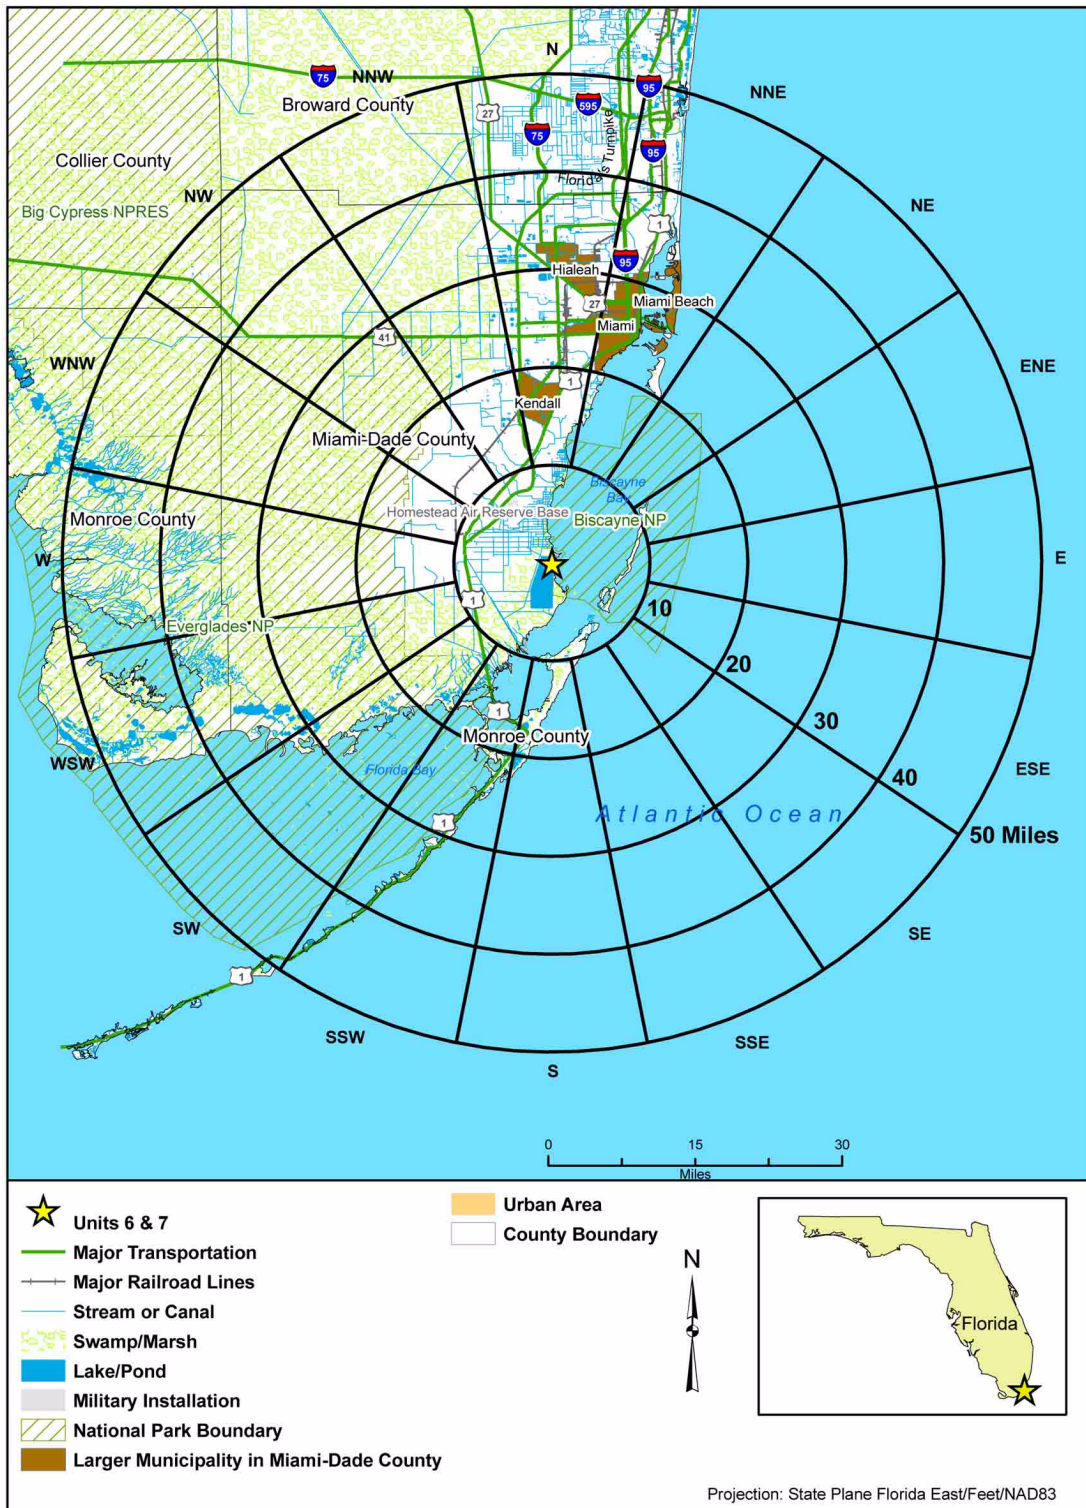 N
75
NNW
95
NNE
Broward County
27
595
75
Florida's Turnpike
95
Collier County
NW
NE
Big Cypress NPRES
1
95
Hialeah
Miami Beach
27
Miami
41
WNW
ENE
1
Kendall
Miami-Dade County
Biscayne
Bay
Homestead Air Reserve Base
Biscayne NP
Monroe County
W
E
1
10
Everglades NP
20
1
30
Monroe County
WSW
Florida Bay
ESE
40
1
Atlantic Ocean
50 Miles
SW
SE
1
SSW
SSE
S
0 15 30
Miles
Units 6 & 7
Major Transportation
Major Railroad Lines
Stream or Canal
Swamp/Marsh
Lake/Pond
Military Installation
National Park Boundary
Larger Municipality in Miami-Dade County
Urban Area
County Boundary
N
Florida
Projection: State Plane Florida East/Feet/NAD83